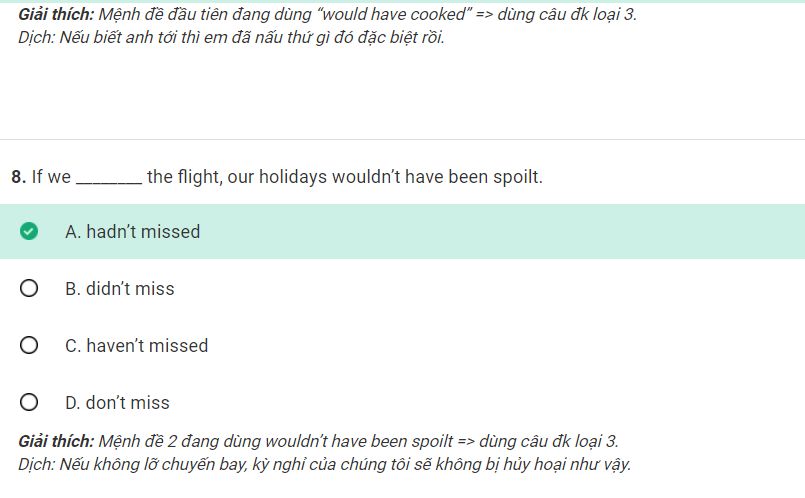 Giải thích: Mệnh đề đầu tiên đang dùng “would have cooked” => dùng câu đk loại 3.
Dịch: Nếu biết anh tới thì em đã nấu thứ gì đó đặc biệt rồi.
8. If we ________ the flight, our holidays wouldn’t have been spoilt.
A. hadn’t missed
B. didn’t miss
C. haven’t missed
D. don’t miss
Giải thích: Mệnh đề 2 đang dùng wouldn’t have been spoilt => dùng câu đk loại 3.
Dịch: Nếu không lỡ chuyến bay, kỳ nghỉ của chúng tôi sẽ không bị hủy hoại như vậy.